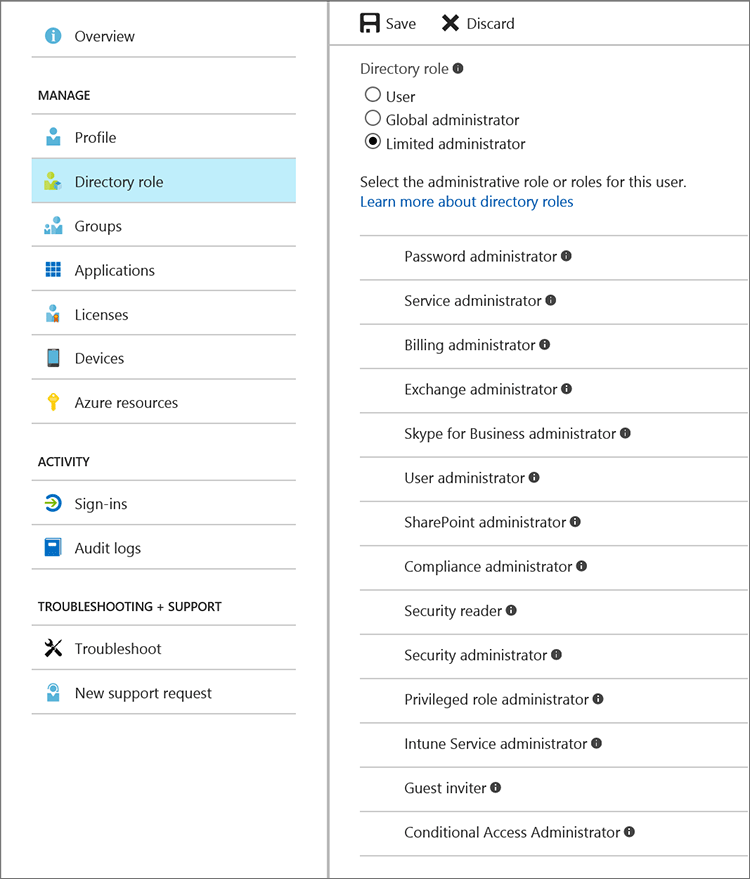 Overview
MANAGE
Profile
Directory role
Groups
Applications
Licenses
Devices
Azure resources
ACTIVITY
Sign-ins
Audit logs
TROUBLESHOOTING + SUPPORT
Troubleshoot
New support request
Save Discard
Directory role
User
Global administrator
Limited administrator
Select the administrative role or roles for this user.
Learn more about directory roles
Password administrator
Service administrator
Billing administrator
Exchange administrator
Skype for Business administrator
User administrator
SharePoint administrator
Compliance administrator
Security reader
Security administrator
Privileged role administrator
Intune Service administrator
Guest inviter
Conditional Access Administrator